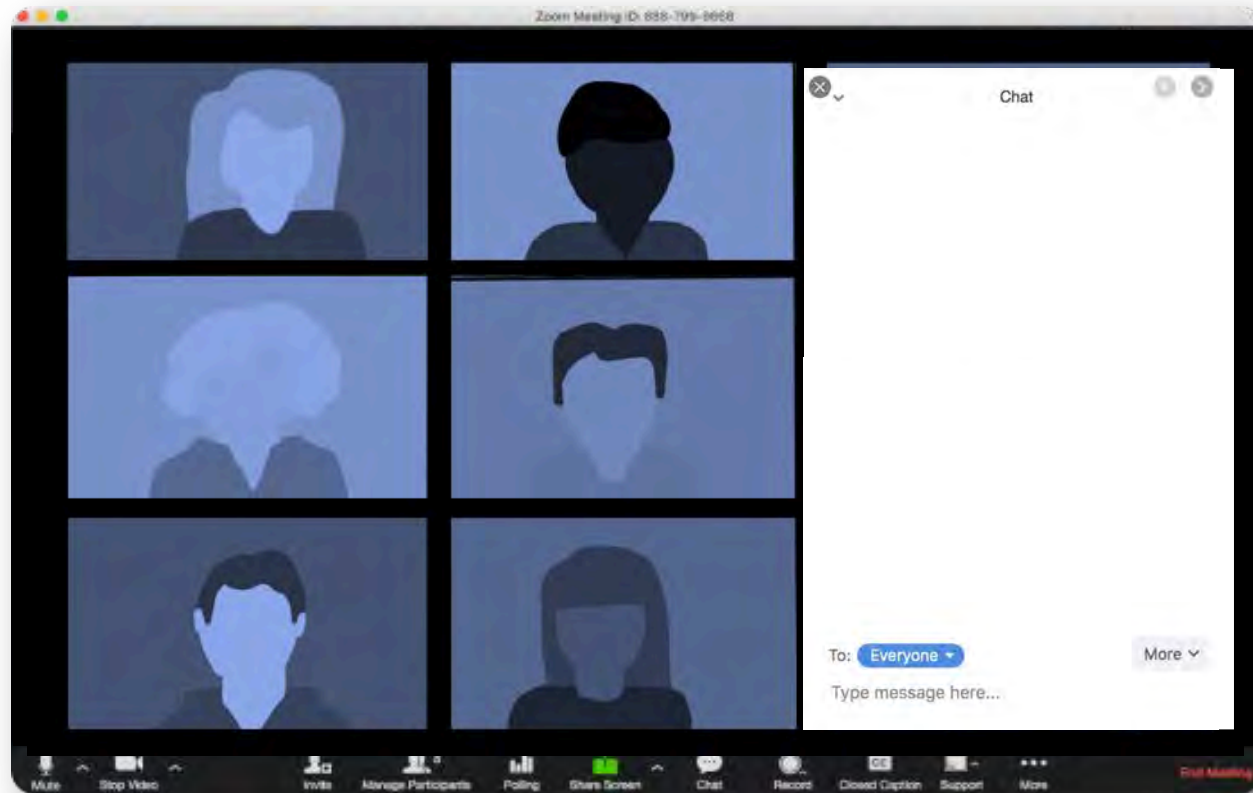 Zoom Meeting ID: 888-799-9668
Chat
To: Everyone
More
Type message here...
Mute
Stop Video
Invite
Manage Participants
Polling
Share Screen
Chat
Record
CC
Closed Caption
Support
More
End Meeting